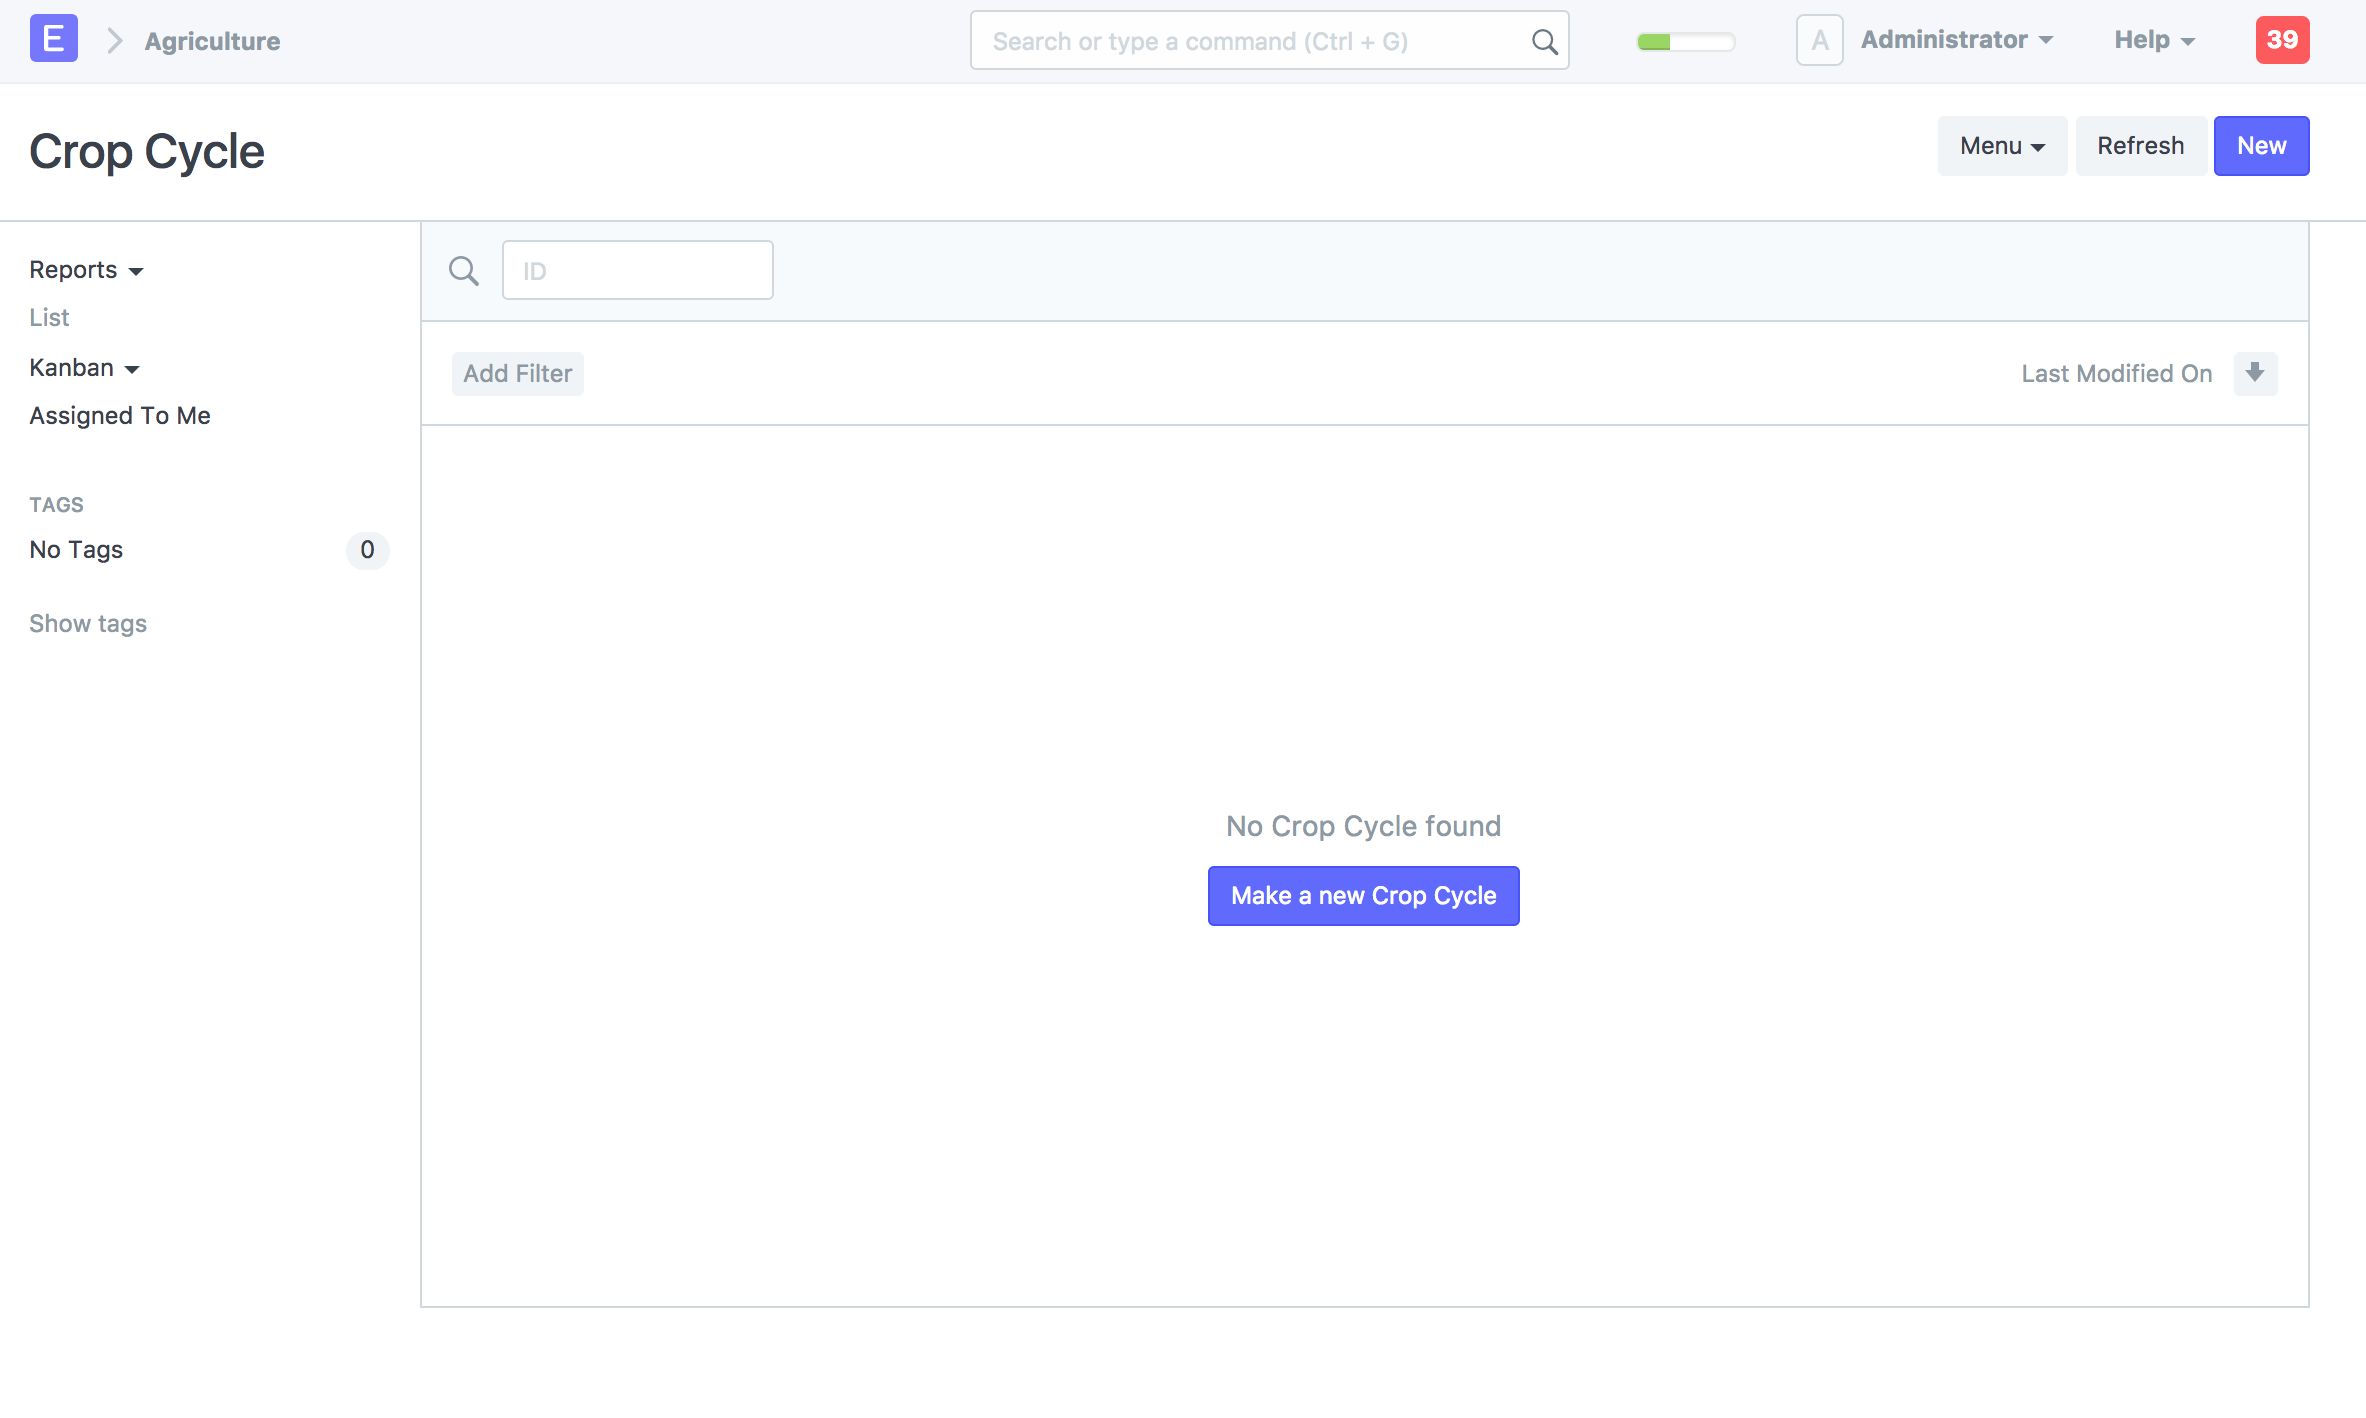 E
Agriculture
Search or type a command (Ctrl + G)
A
Administrator
Help
39
Crop Cycle
Menu
Refresh
New
Reports
List
Kanban
Assigned To Me
TAGS
No Tags
0
Show tags
ID
Add Filter
Last Modified On
No Crop Cycle found
Make a new Crop Cycle